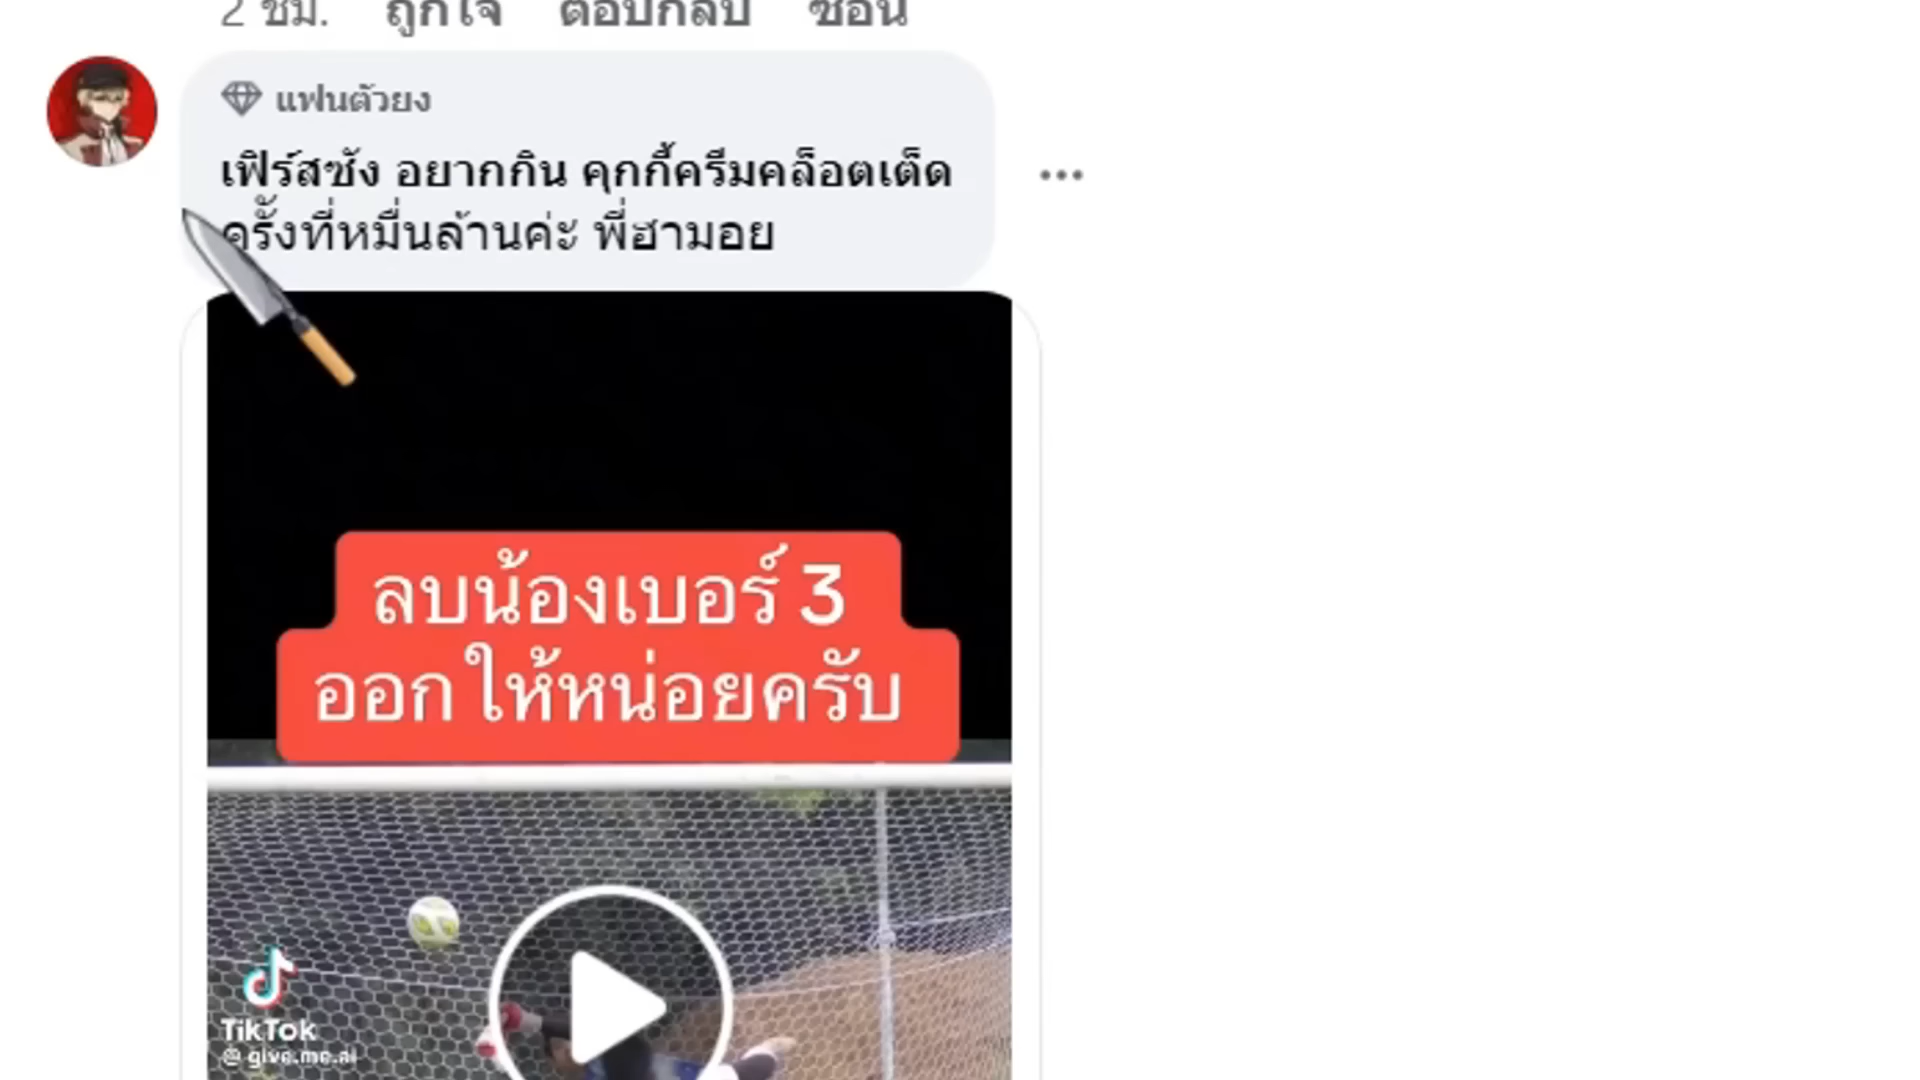 2 ชม. ถูกใจ ตอบกลับ ซ่อน
แฟนตัวยง
เฟิร์สซัง อยากกิน คุกกี้ครีมคล็อตเต็ด
ครั้งที่หมื่นล้านค่ะ พี่ฮามอย
ลบน้องเบอร์ 3
ออกให้หน่อยครับ
TikTok
@ give.me.ai